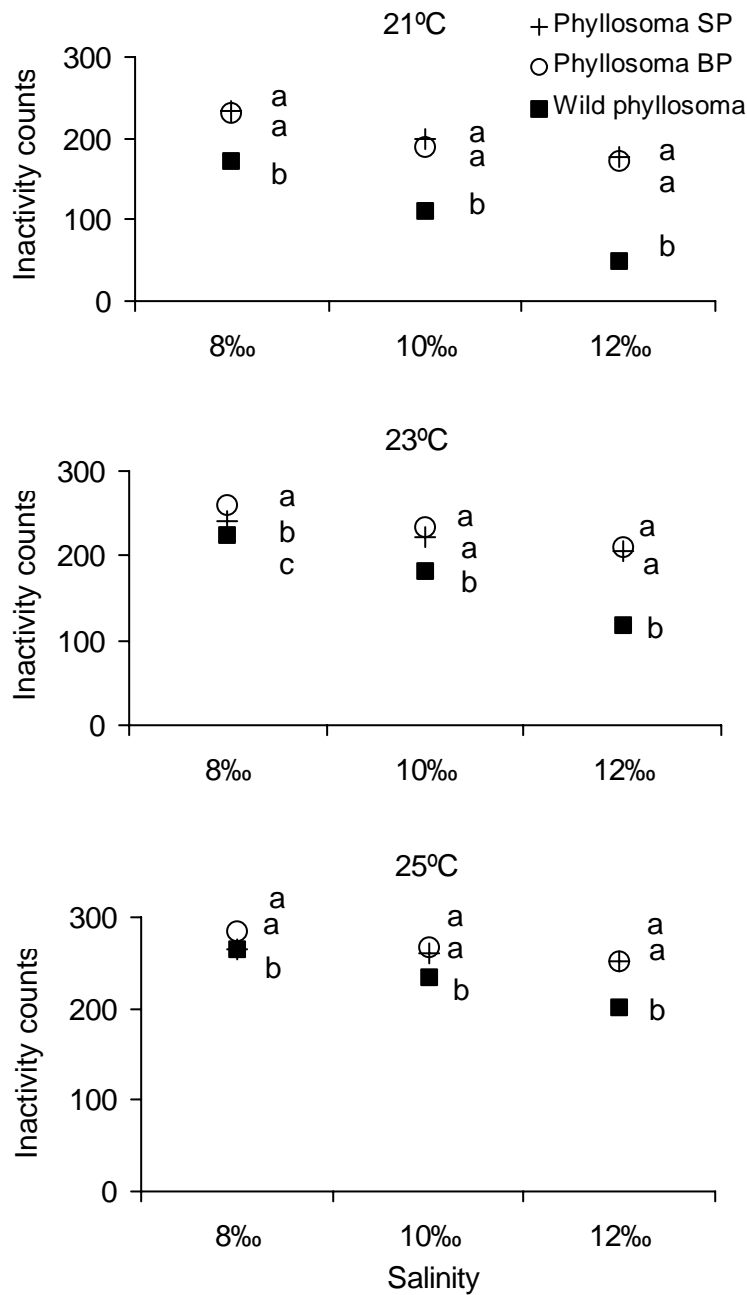 21ºC
Phyllosoma SP
Phyllosoma BP
Wild phyllosoma
Inactivity counts
300
200
100
0
a
a
b
a
a
b
a
a
b
8‰
10‰
12‰
23ºC
Inactivity counts
300
200
100
0
a
b
c
a
a
b
a
a
b
8‰
10‰
12‰
25ºC
Inactivity counts
300
200
100
0
a
a
b
a
a
b
a
a
b
8‰
10‰
12‰
Salinity